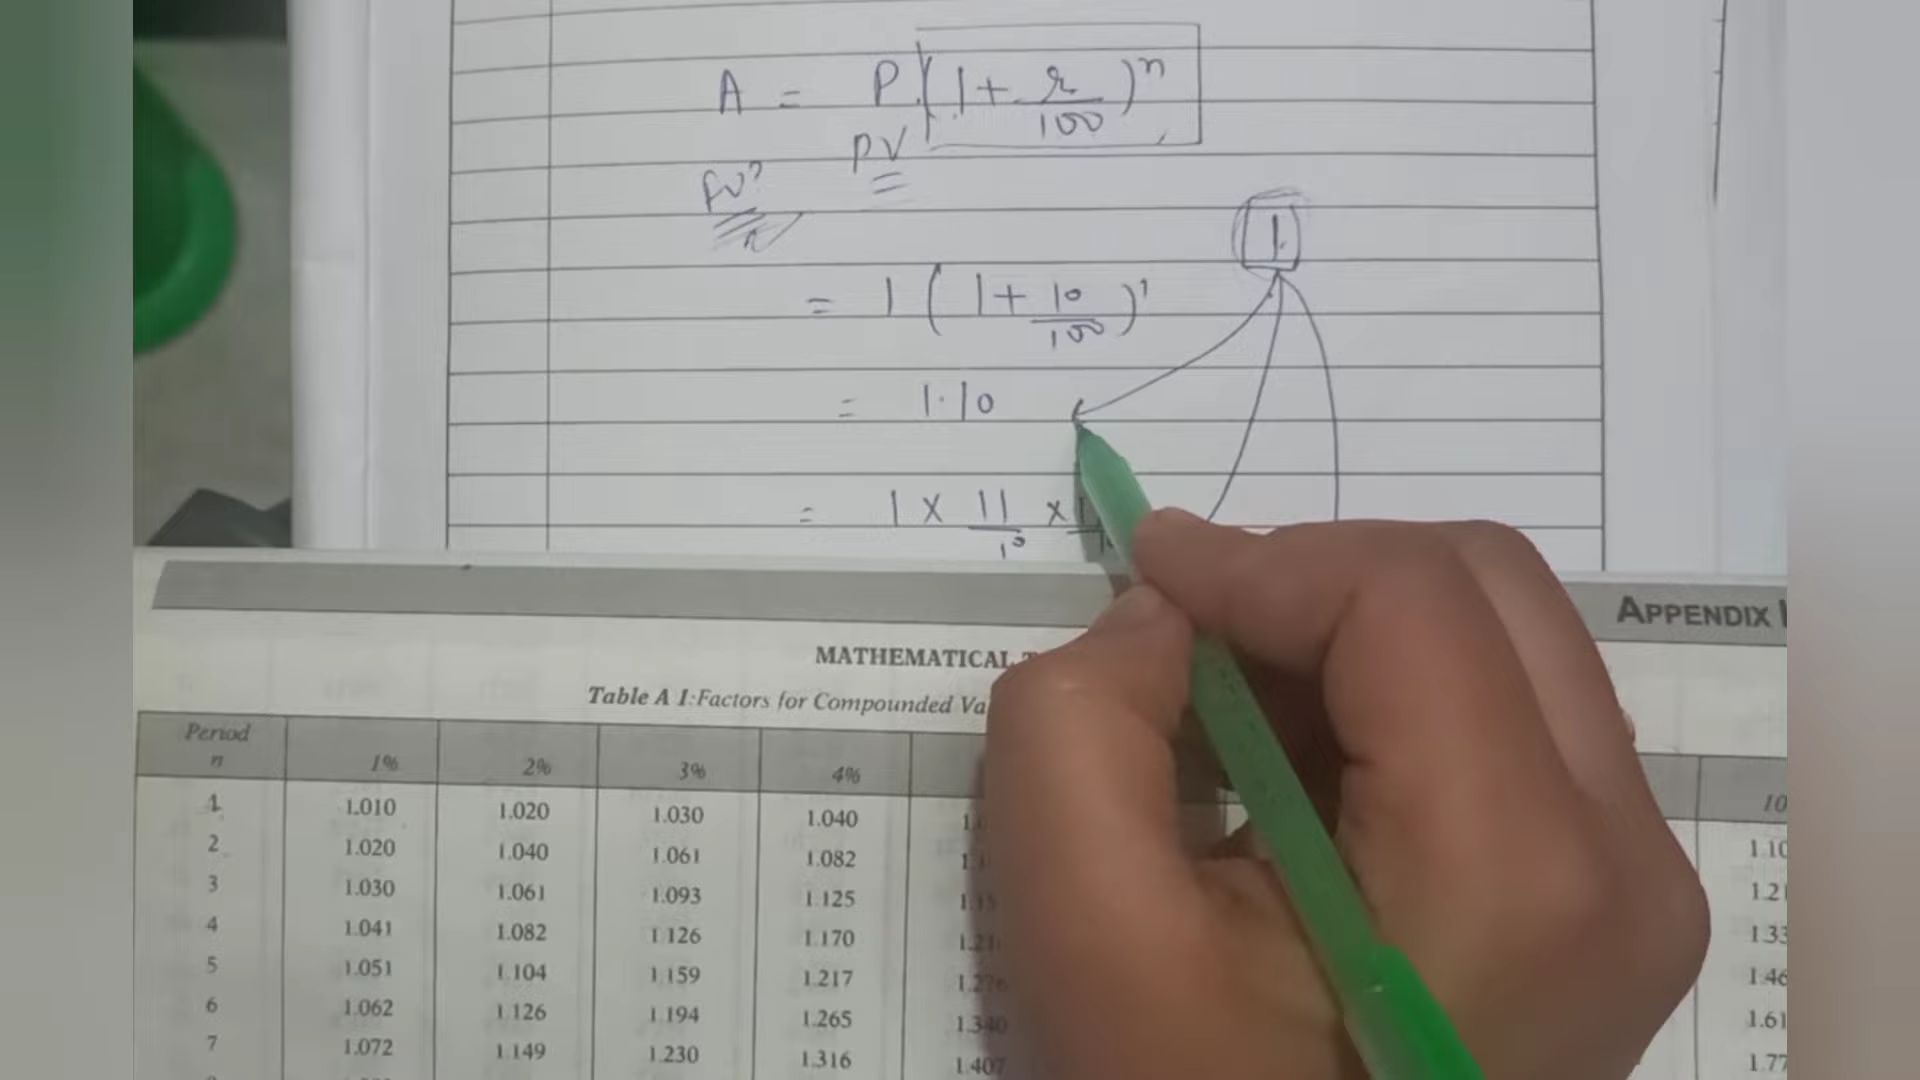 A = P (1 + r/100)^n
PV
FV?
1
= 1 (1 + 10/100)^1
= 1.10
= 1 × 11/10 ×
APPENDIX
MATHEMATICAL
Table A 1:Factors for Compounded
Period n 1% 2% 3% 4%
1 1.010 1.020 1.030 1.040
2 1.020 1.040 1.061 1.082
3 1.030 1.061 1.093 1.125
4 1.041 1.082 1.126 1.170
5 1.051 1.104 1.159 1.217
6 1.062 1.126 1.194 1.265 1.340
7 1.072 1.149 1.230 1.316 1.407